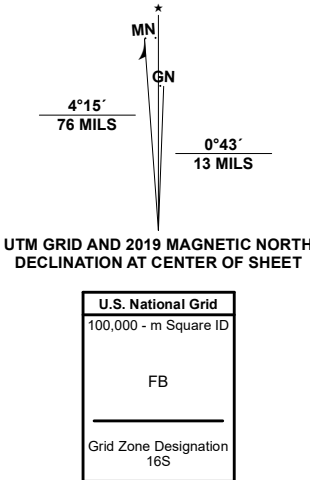 MN
GN
4°15´
76 MILS
0°43´
13 MILS
UTM GRID AND 2019 MAGNETIC NORTH
DECLINATION AT CENTER OF SHEET
U.S. National Grid
100,000 - m Square ID
FB
Grid Zone Designation
16S